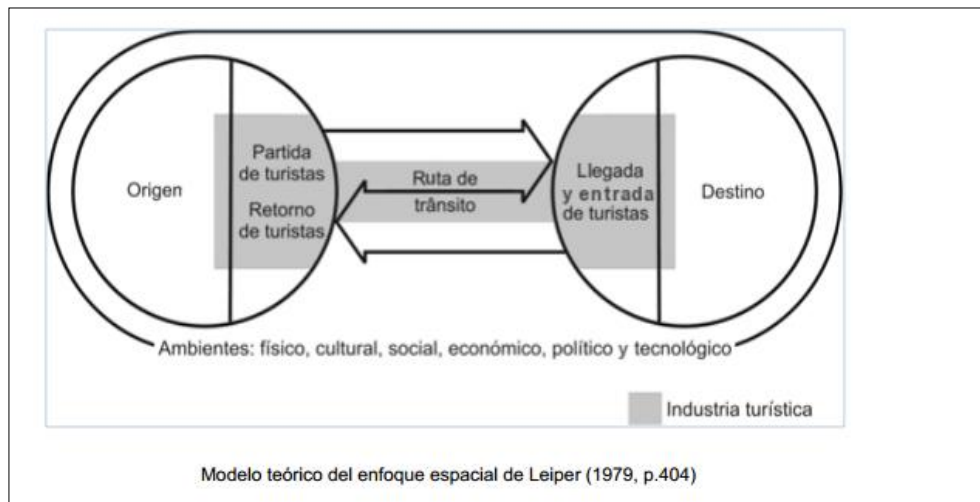 Origen
Partida
de turistas
Retorno
de turistas
Ruta de
trânsito
Llegada
y entrada
de turistas
Destino
Ambientes: físico, cultural, social, económico, político y tecnológico
Industria turística
Modelo teórico del enfoque espacial de Leiper (1979, p.404)